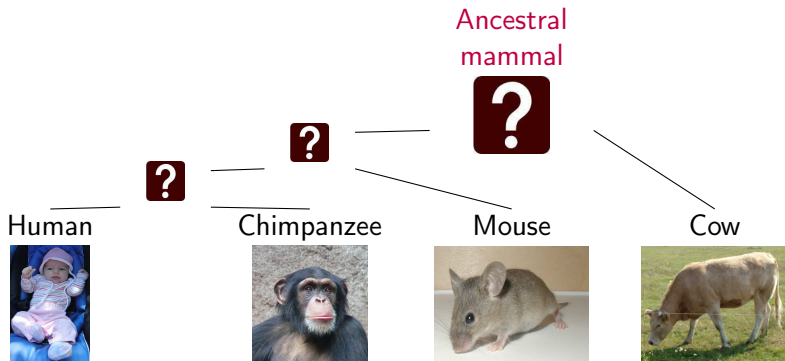 Ancestral
mammal
?
?
?
Human
Chimpanzee
Mouse
Cow